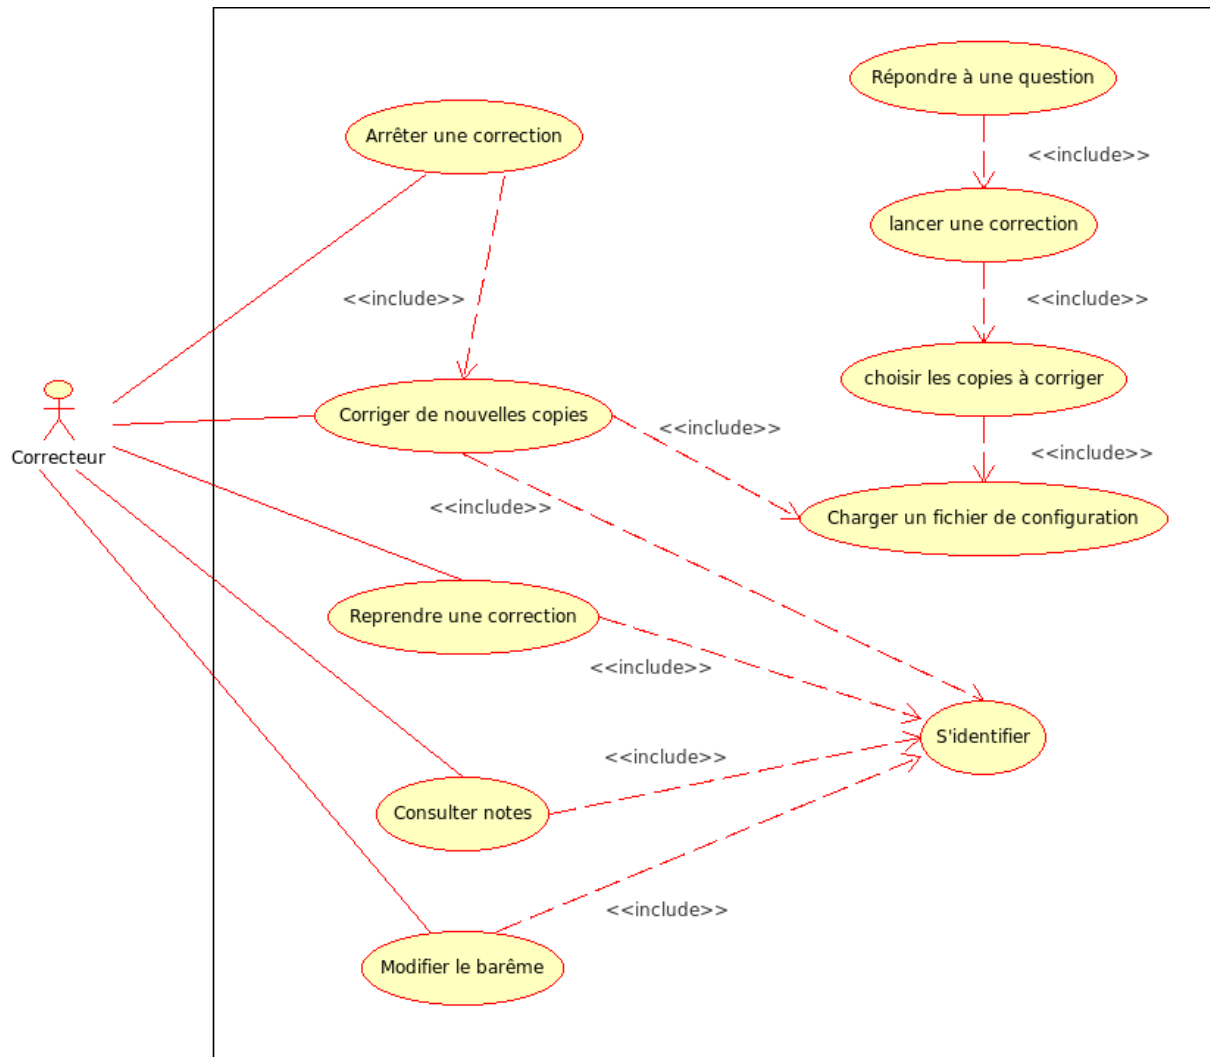 Répondre à une question
Arrêter une correction
<<include>>
lancer une correction
<<include>>
<<include>>
choisir les copies à corriger
Corriger de nouvelles copies
<<include>>
<<include>>
Correcteur
<<include>>
Charger un fichier de configuration
Reprendre une correction
<<include>>
S'identifier
<<include>>
Consulter notes
<<include>>
Modifier le barême